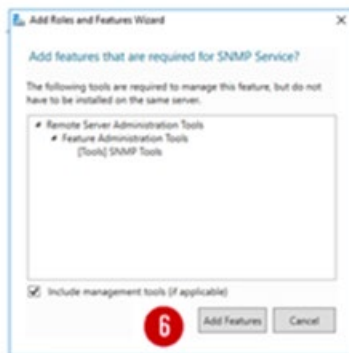 Add Roles and Features Wizard
Add features that are required for SNMP Service?
The following tools are required to manage this feature, but do not
have to be installed on the same server.
Remote Server Administration Tools
Feature Administration Tools
[Tools] SNMP Tools
Include management tools (if applicable)
6
Add Features Cancel